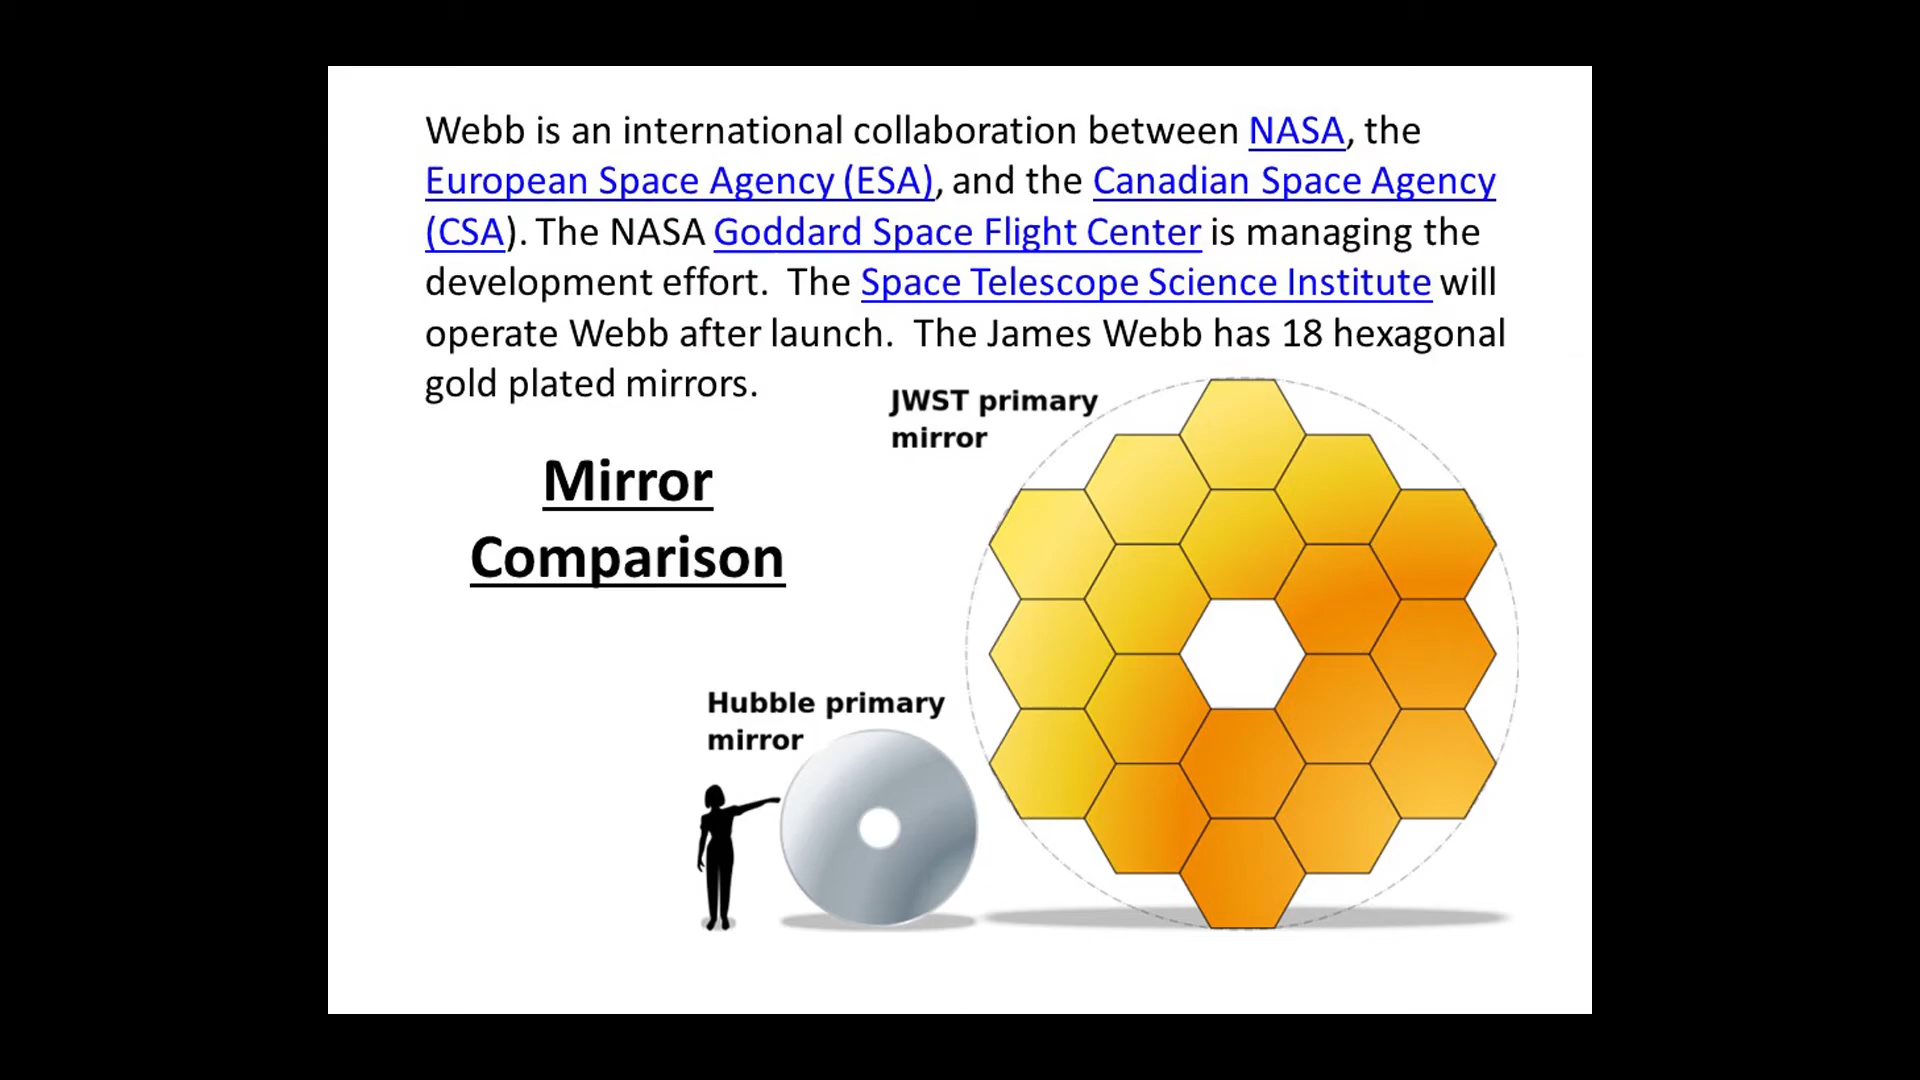 Webb is an international collaboration between NASA, the
European Space Agency (ESA), and the Canadian Space Agency
(CSA). The NASA Goddard Space Flight Center is managing the
development effort.  The Space Telescope Science Institute will
operate Webb after launch.  The James Webb has 18 hexagonal
gold plated mirrors.
JWST primary
mirror
Mirror
Comparison
Hubble primary
mirror